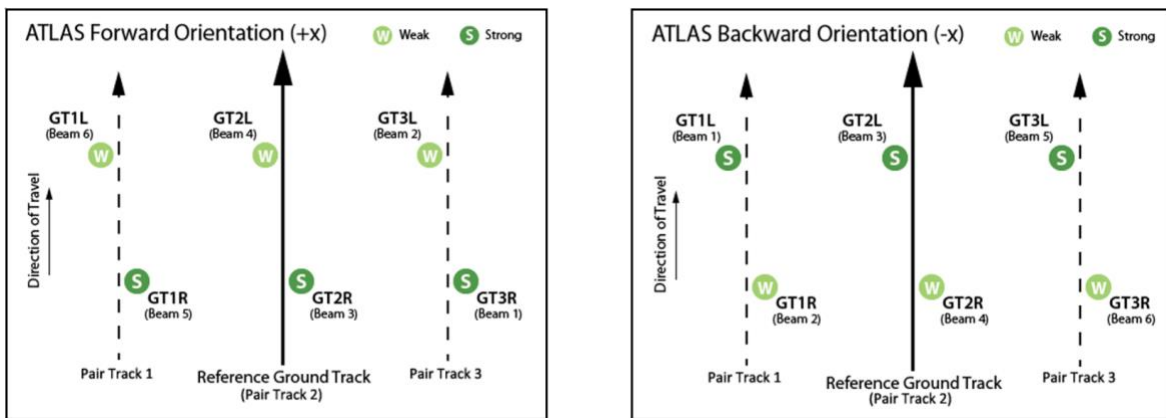 ATLAS Forward Orientation (+x)
W Weak
S Strong
GT1L
(Beam 6)
W
GT2L
(Beam 4)
W
GT3L
(Beam 2)
W
Direction of Travel
S
GT1R
(Beam 5)
S
GT2R
(Beam 3)
S
GT3R
(Beam 1)
Pair Track 1
Reference Ground Track
(Pair Track 2)
Pair Track 3
ATLAS Backward Orientation (-x)
W Weak
S Strong
GT1L
(Beam 1)
S
GT2L
(Beam 3)
S
GT3L
(Beam 5)
S
Direction of Travel
W
GT1R
(Beam 2)
W
GT2R
(Beam 4)
W
GT3R
(Beam 6)
Pair Track 1
Reference Ground Track
(Pair Track 2)
Pair Track 3